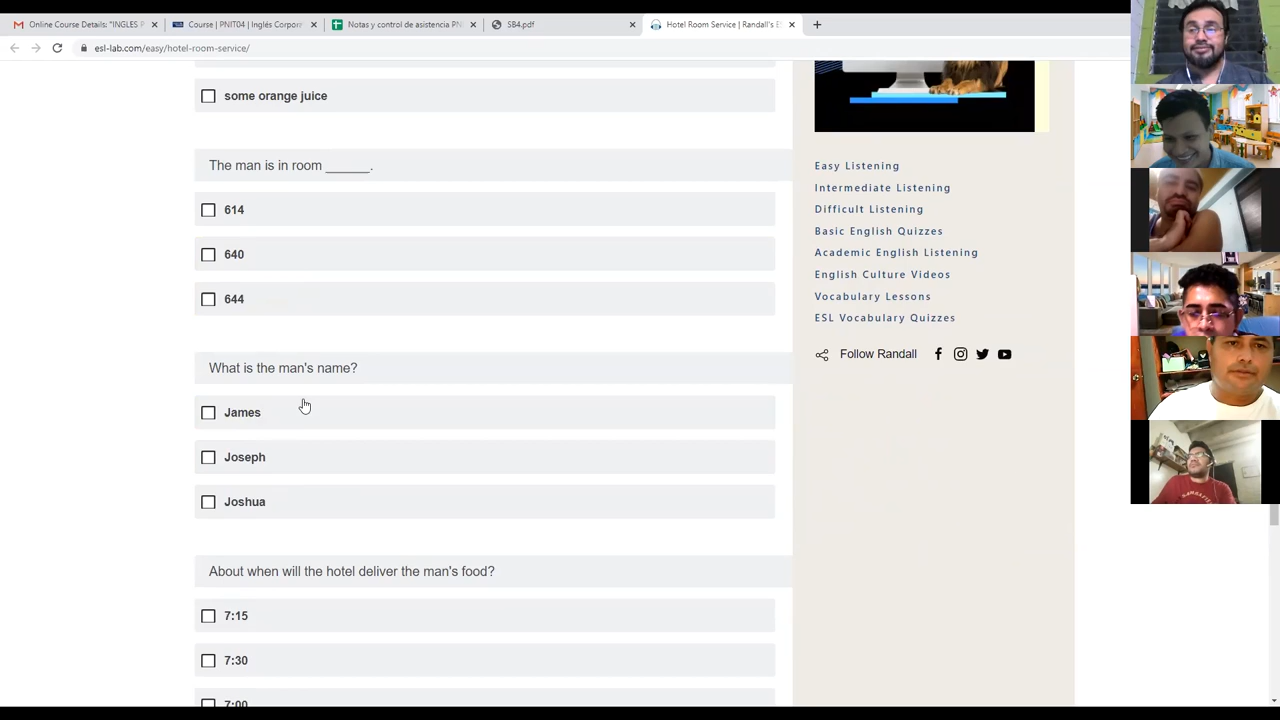 Online Course Details: "INGLES P
Course | PNIT04 | Inglés Corpor
Notas y control de asistencia PN
SB4.pdf
Hotel Room Service | Randall's E
esl-lab.com/easy/hotel-room-service/
some orange juice
The man is in room ______.
614
640
644
What is the man's name?
James
Joseph
Joshua
About when will the hotel deliver the man's food?
7:15
7:30
7:00
Easy Listening
Intermediate Listening
Difficult Listening
Basic English Quizzes
Academic English Listening
English Culture Videos
Vocabulary Lessons
ESL Vocabulary Quizzes
Follow Randall